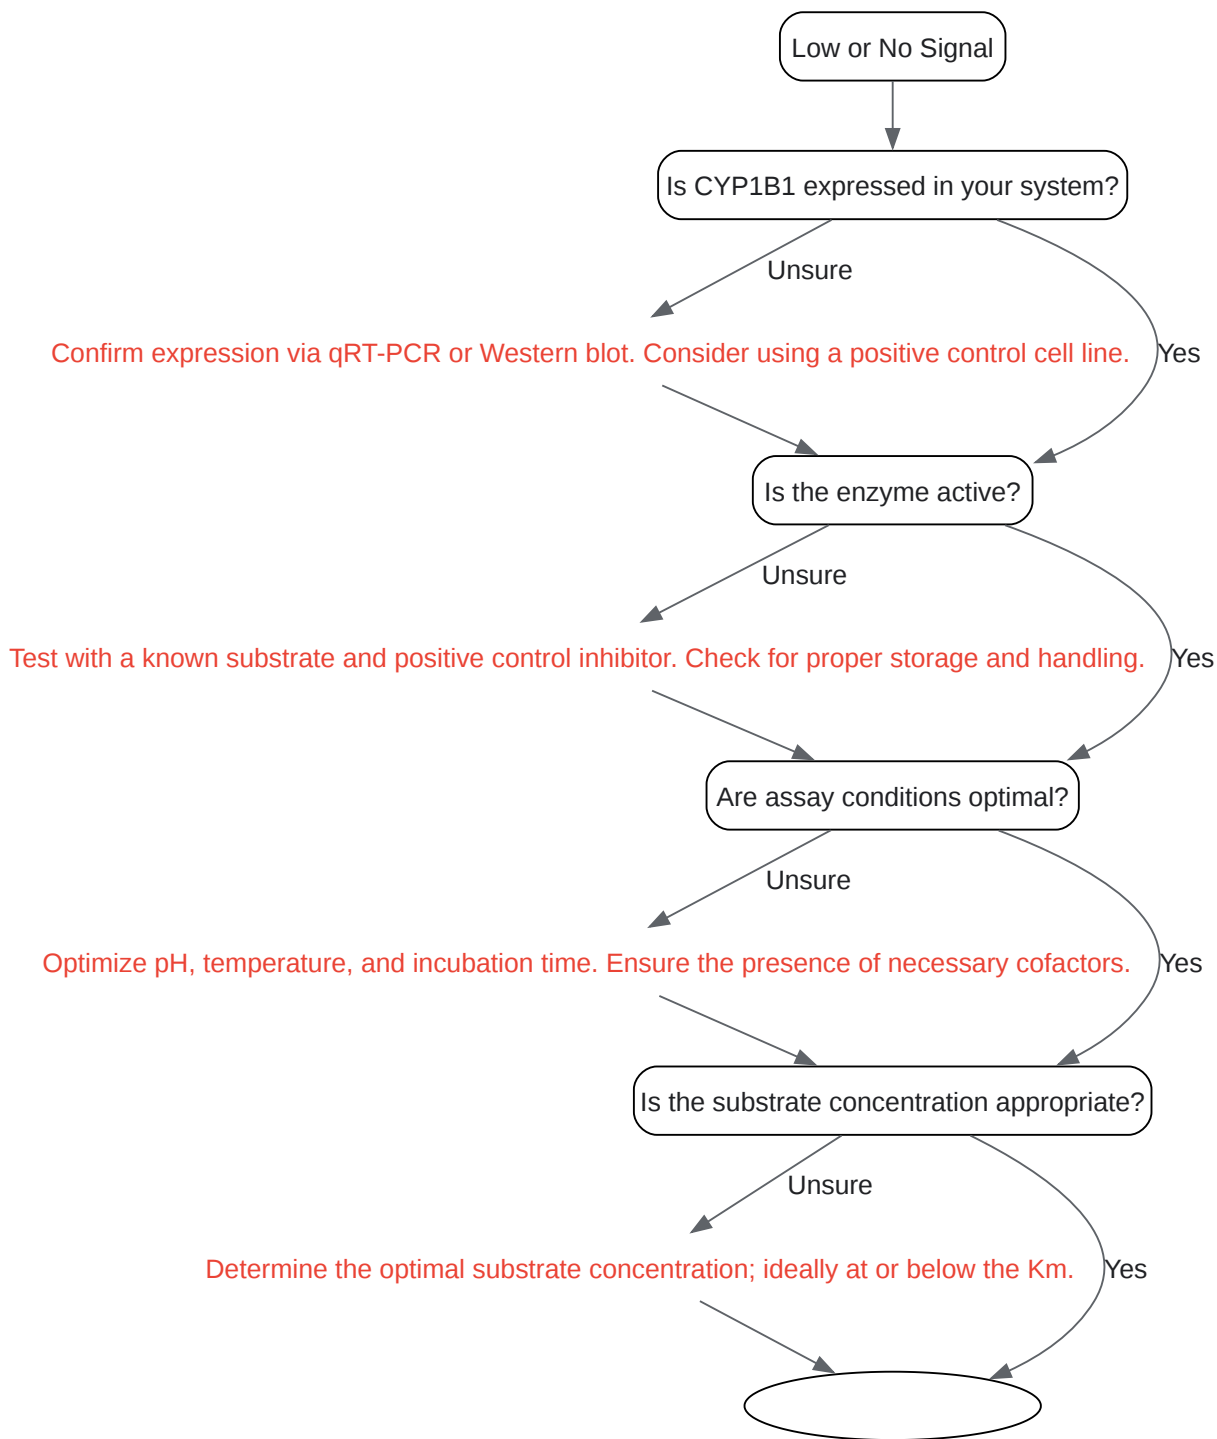 Low or No Signal
Is CYP1B1 expressed in your system?
Unsure
Confirm expression via qRT-PCR or Western blot. Consider using a positive control cell line.
Yes
Is the enzyme active?
Unsure
Test with a known substrate and positive control inhibitor. Check for proper storage and handling.
Yes
Are assay conditions optimal?
Unsure
Optimize pH, temperature, and incubation time. Ensure the presence of necessary cofactors.
Yes
Is the substrate concentration appropriate?
Unsure
Determine the optimal substrate concentration; ideally at or below the Km.
Yes